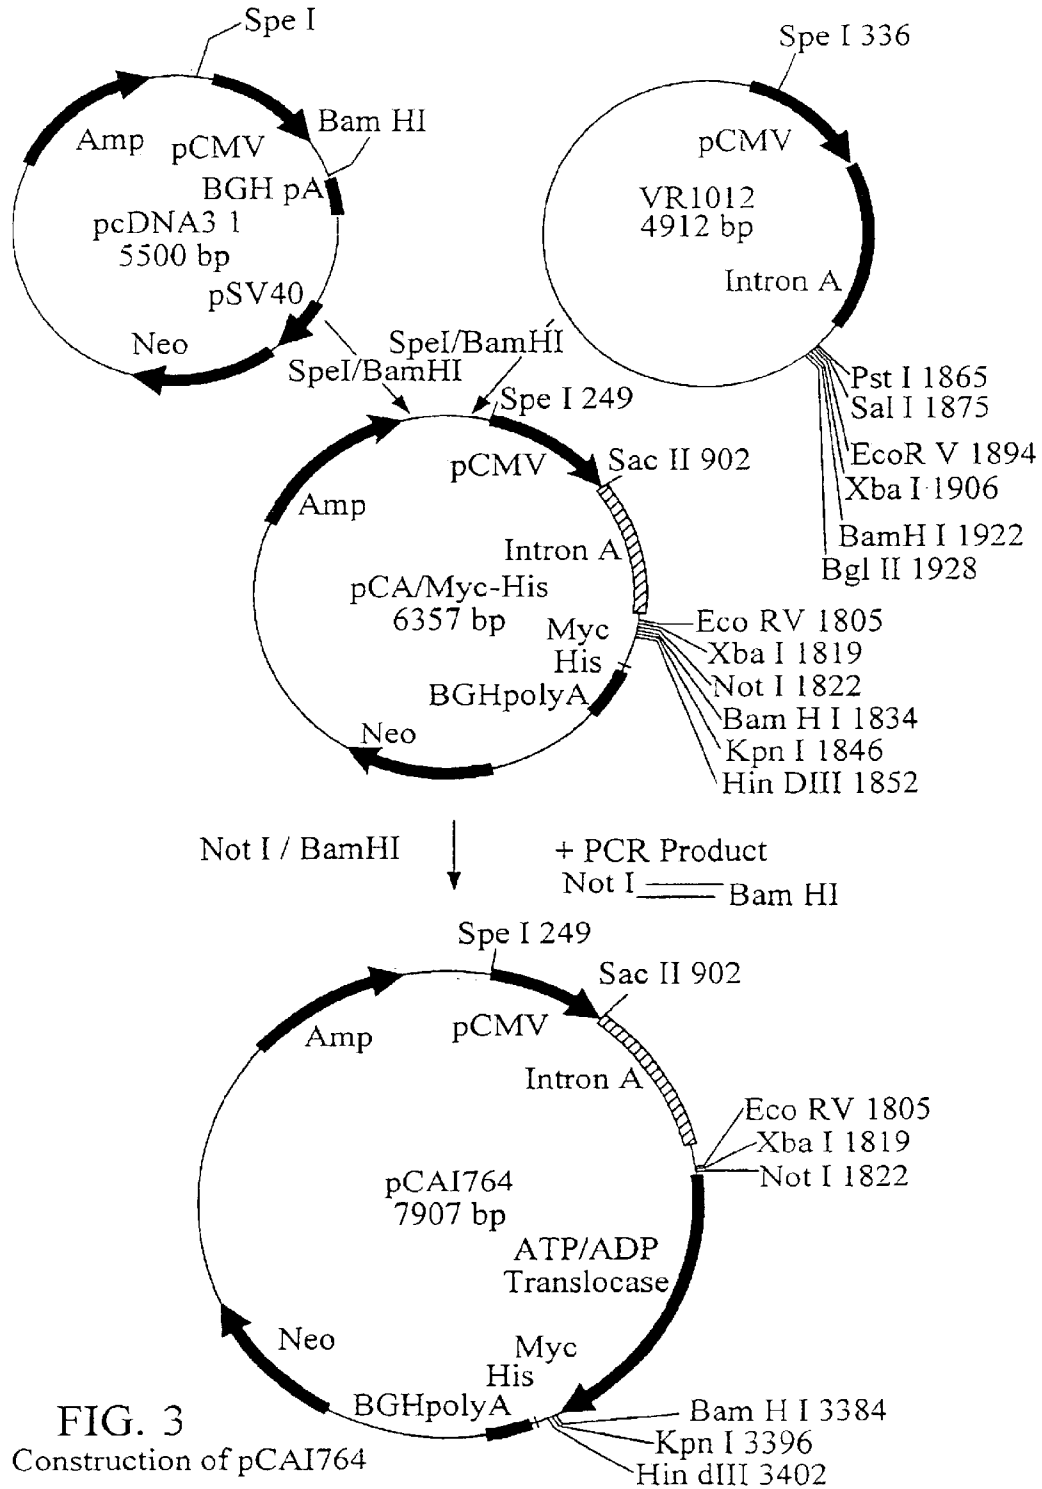 Spe I
Amp
pCMV
Bam HI
BGH pA
pcDNA3 1
5500 bp
pSV40
Neo
SpeI/BamHI
Spe I 336
pCMV
VR1012
4912 bp
Intron A
SpeI/BamHI
Pst I 1865
Sal I 1875
EcoR V 1894
Xba I 1906
BamH I 1922
Bgl II 1928
Spe I 249
pCMV
Sac II 902
Amp
Intron A
pCA/Myc-His
6357 bp
Myc
His
BGHpolyA
Neo
Eco RV 1805
Xba I 1819
Not I 1822
Bam H I 1834
Kpn I 1846
Hin DIII 1852
Not I / BamHI
+ PCR Product
Not I
Bam HI
Spe I 249
Sac II 902
Amp
pCMV
Intron A
Eco RV 1805
Xba I 1819
Not I 1822
pCAI764
7907 bp
ATP/ADP
Translocase
Neo
Myc
His
BGHpolyA
Bam H I 3384
Kpn I 3396
Hin dIII 3402
FIG. 3
Construction of pCAI764